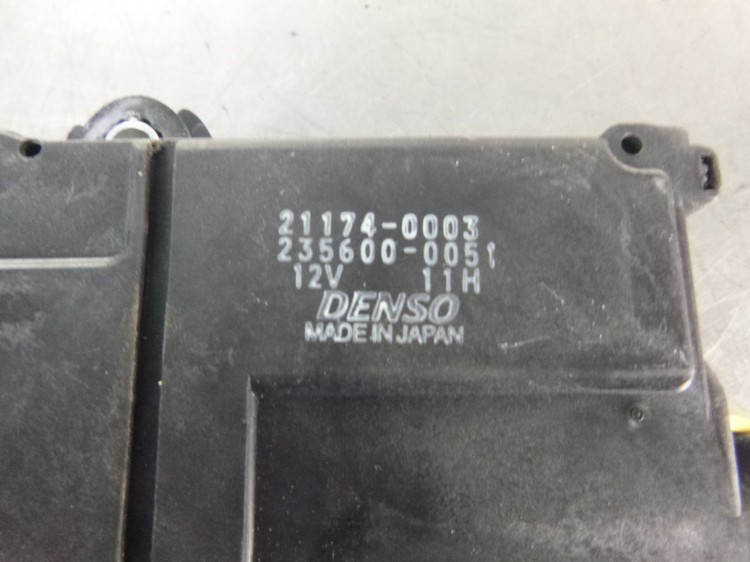 21174-0003
235600-0051
12V 11H
DENSO
MADE IN JAPAN